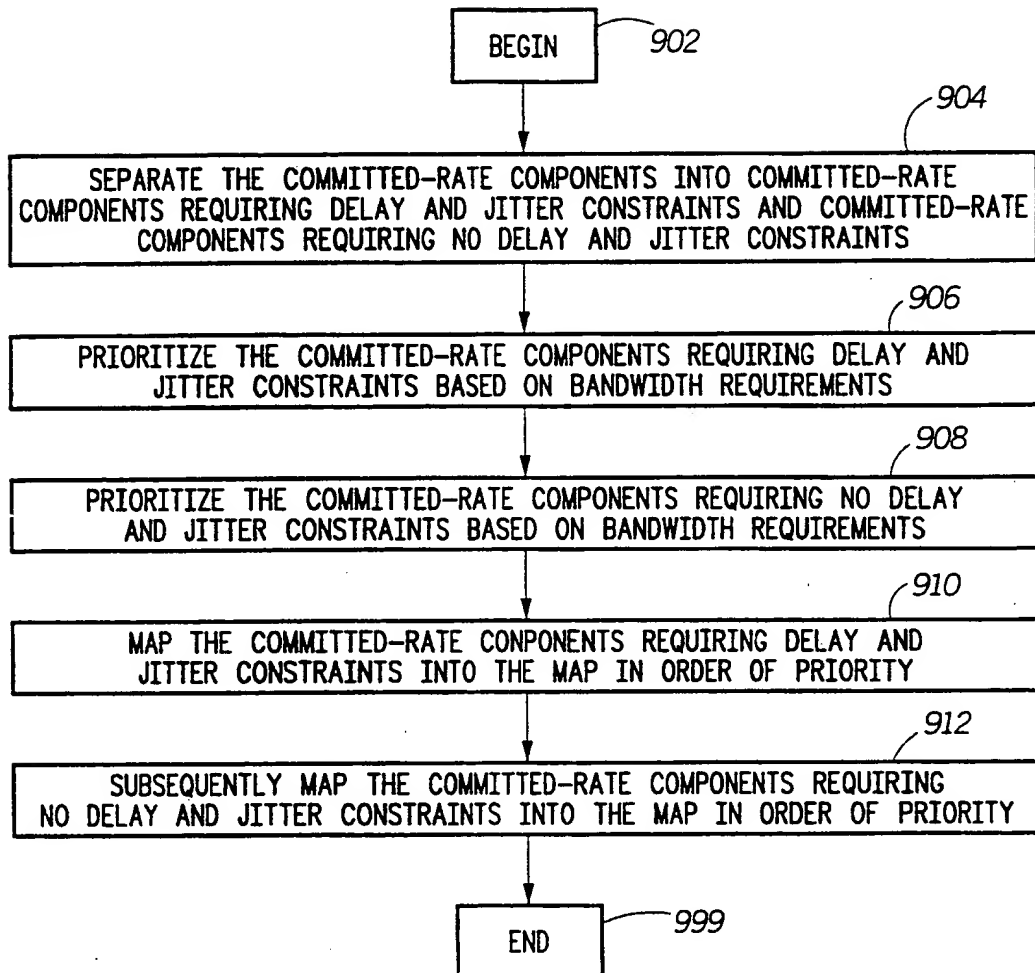 BEGIN
902
904
SEPARATE THE COMMITTED-RATE COMPONENTS INTO COMMITTED-RATE
COMPONENTS REQUIRING DELAY AND JITTER CONSTRAINTS AND COMMITTED-RATE
COMPONENTS REQUIRING NO DELAY AND JITTER CONSTRAINTS
906
PRIORITIZE THE COMMITTED-RATE COMPONENTS REQUIRING DELAY AND
JITTER CONSTRAINTS BASED ON BANDWIDTH REQUIREMENTS
908
PRIORITIZE THE COMMITTED-RATE COMPONENTS REQUIRING NO DELAY
AND JITTER CONSTRAINTS BASED ON BANDWIDTH REQUIREMENTS
910
MAP THE COMMITTED-RATE CONPONENTS REQUIRING DELAY AND
JITTER CONSTRAINTS INTO THE MAP IN ORDER OF PRIORITY
912
SUBSEQUENTLY MAP THE COMMITTED-RATE COMPONENTS REQUIRING
NO DELAY AND JITTER CONSTRAINTS INTO THE MAP IN ORDER OF PRIORITY
END
999